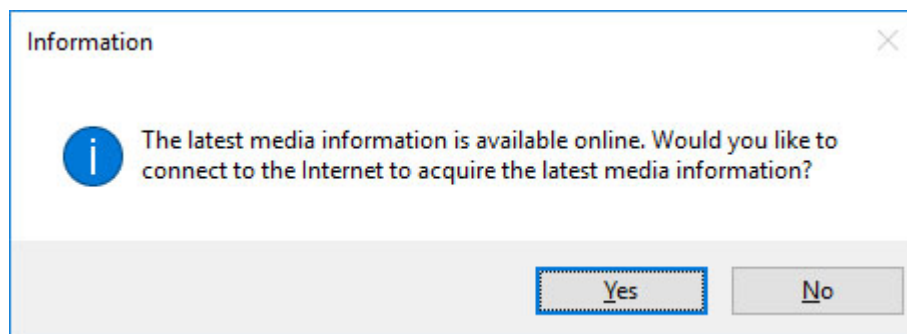 Information
The latest media information is available online. Would you like to
connect to the Internet to acquire the latest media information?
Yes
No